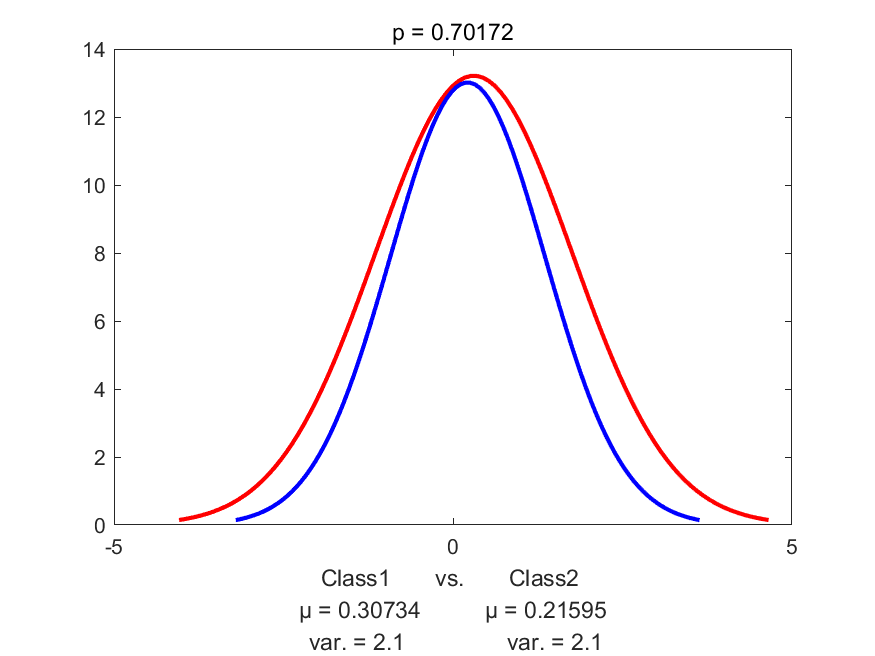 p = 0.70172
14
12
10
8
6
4
2
0
-5 0 5
Class1 vs. Class2
μ = 0.30734 μ = 0.21595
var. = 2.1 var. = 2.1